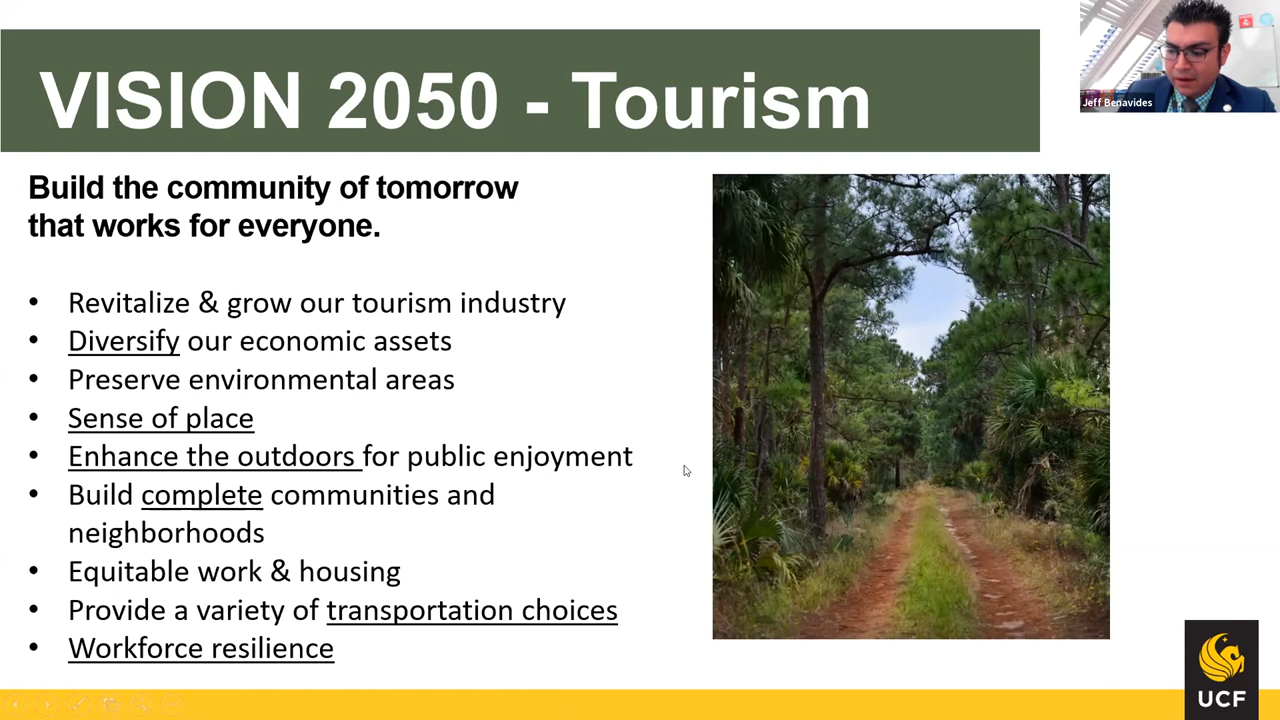 VISION 2050 - Tourism
Jeff Benavides
Build the community of tomorrow
that works for everyone.
• Revitalize & grow our tourism industry
• Diversify our economic assets
• Preserve environmental areas
• Sense of place
• Enhance the outdoors for public enjoyment
• Build complete communities and
neighborhoods
• Equitable work & housing
• Provide a variety of transportation choices
• Workforce resilience
UCF